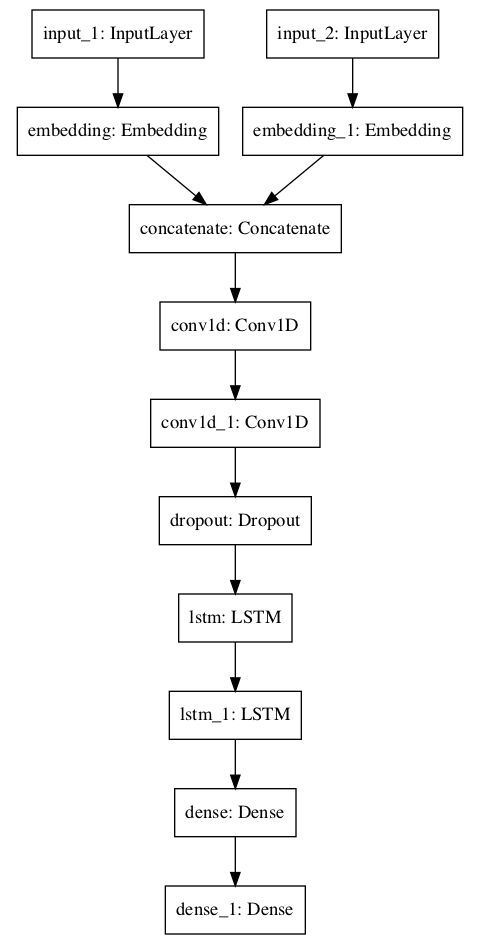 input_1: InputLayer
input_2: InputLayer
embedding: Embedding
embedding_1: Embedding
concatenate: Concatenate
conv1d: Conv1D
conv1d_1: Conv1D
dropout: Dropout
lstm: LSTM
lstm_1: LSTM
dense: Dense
dense_1: Dense